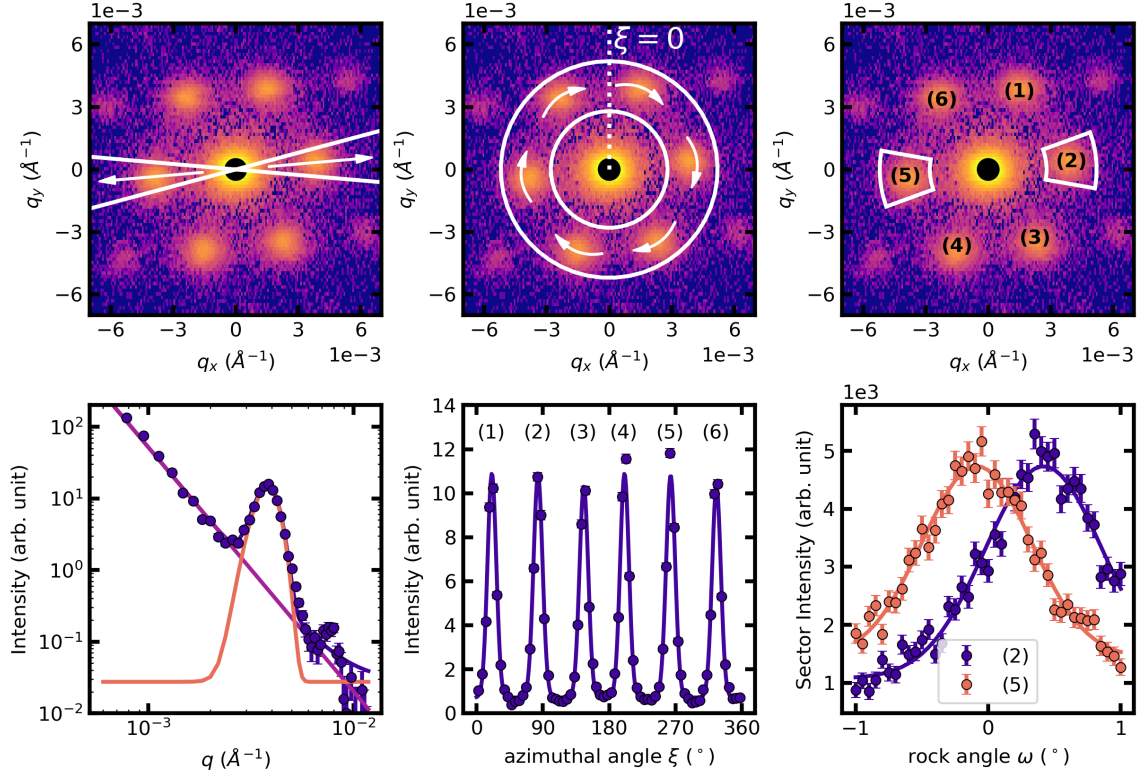 1e−3
6
3
0
−3
−6
q_y (Å⁻¹)
−6 −3 0 3 6
1e−3
q_x (Å⁻¹)
1e−3
ξ = 0
6
3
0
−3
−6
q_y (Å⁻¹)
−6 −3 0 3 6
1e−3
q_x (Å⁻¹)
1e−3
6
3
0
−3
−6
q_y (Å⁻¹)
(1)
(6)
(2)
(5)
(3)
(4)
−6 −3 0 3 6
1e−3
q_x (Å⁻¹)
10²
10¹
10⁰
10⁻¹
10⁻²
Intensity (arb. unit)
10⁻³ 10⁻²
q (Å⁻¹)
14
12
10
8
6
4
2
0
Intensity (arb. unit)
(1) (2) (3) (4) (5) (6)
0 90 180 270 360
azimuthal angle ξ (°)
1e3
5
4
3
2
1
Sector Intensity (arb. unit)
(2)
(5)
−1 0 1
rock angle ω (°)